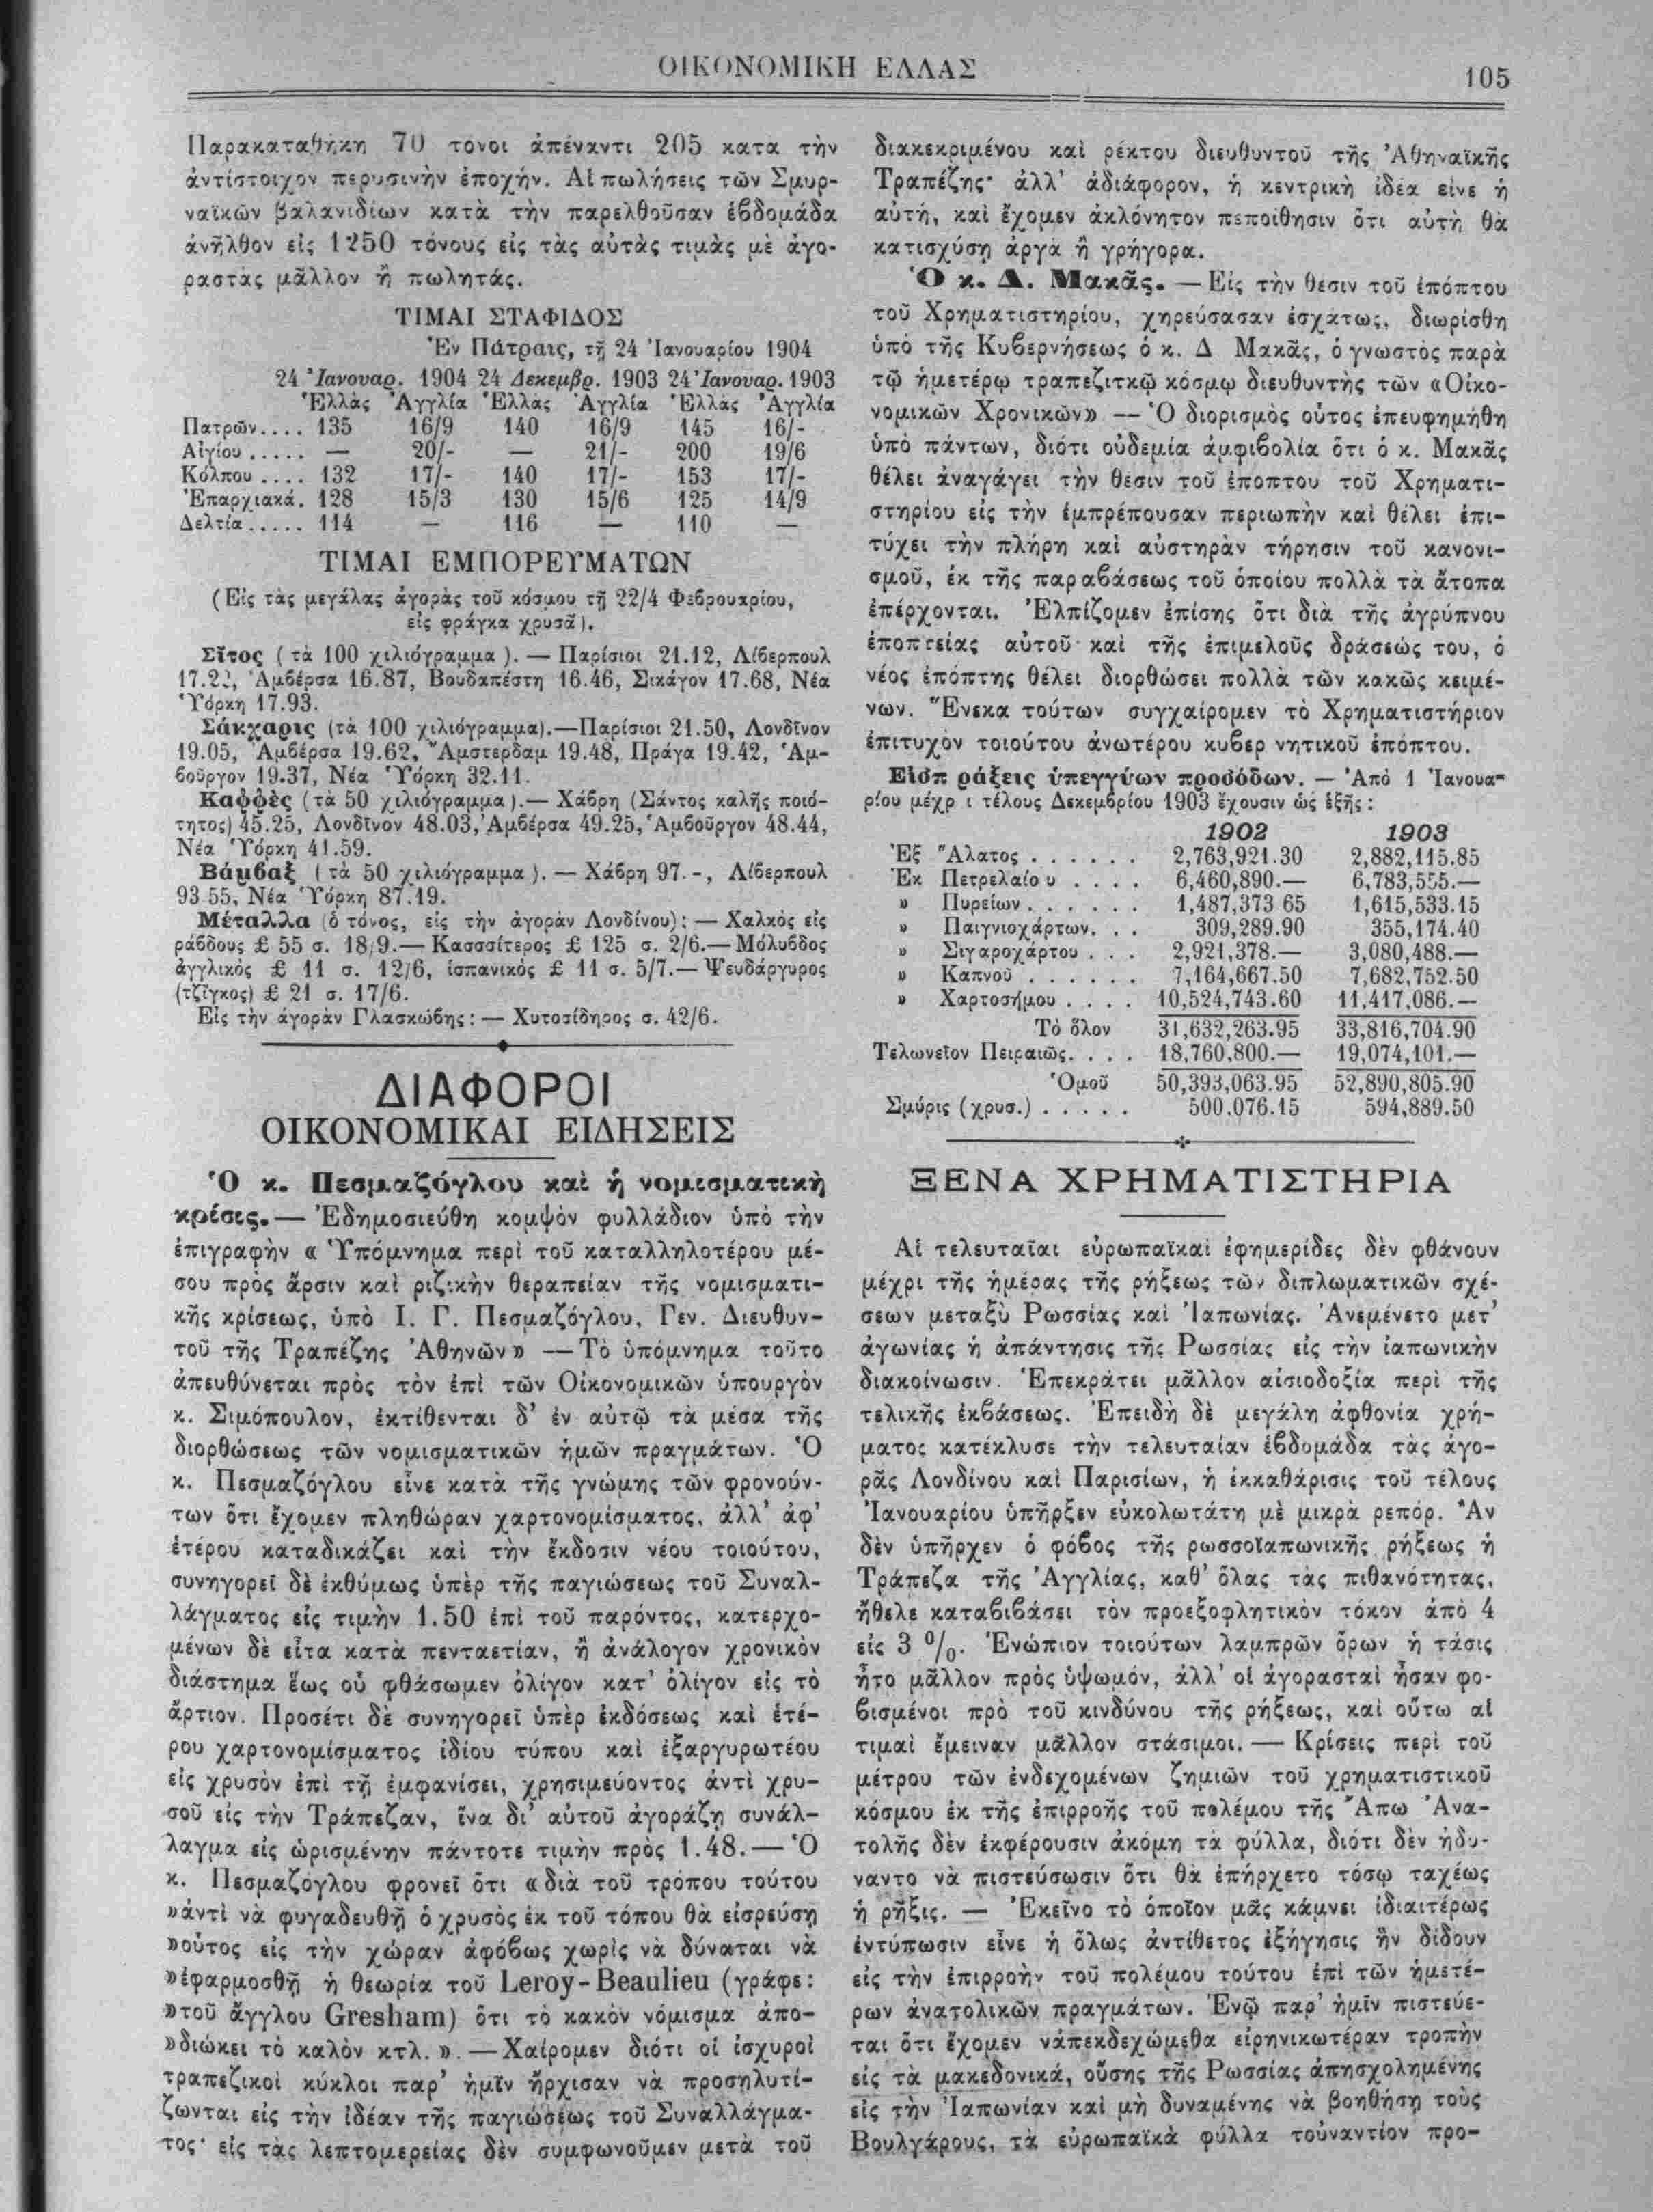 ΟΙΚΟΝΟΜΙΚΗ ΕΛΛΑΣ
105
Παρακαταθήκη 70 τόνοι ἀπέναντι 205 κατὰ τὴν
ἀντίστοιχον περυσινὴν ἐποχήν. Αἱ πωλήσεις τῶν Σμυρ-
ναϊκῶν βαλανιδίων κατὰ τὴν παρελθοῦσαν ἑβδομάδα
ἀνῆλθον εἰς 1250 τόνους εἰς τὰς αὐτὰς τιμὰς μὲ ἀγο-
ραστὰς μᾶλλον ἢ πωλητάς.
ΤΙΜΑΙ ΣΤΑΦΙΔΟΣ
Ἐν Πάτραις, τῇ 24 Ἰανουαρίου 1904
24 Ἰανουαρ. 1904 24 Δεκεμβρ. 1903 24 Ἰανουαρ. 1903
Ἑλλὰς Ἀγγλία Ἑλλὰς Ἀγγλία Ἑλλὰς Ἀγγλία
Πατρῶν.... 135 16/9 140 16/9 145 16/-
Αἰγίου..... — 20/- — 21/- 200 19/6
Κόλπου.... 132 17/- 140 17/- 153 17/-
Ἐπαρχιακά. 128 15/3 130 15/6 125 14/9
Δελτία..... 114 — 116 — 110 —
ΤΙΜΑΙ ΕΜΠΟΡΕΥΜΑΤΩΝ
(Εἰς τὰς μεγάλας ἀγορὰς τοῦ κόσμου τῇ 22/4 Φεβρουαρίου,
εἰς φράγκα χρυσᾶ).
Σῖτος (τὰ 100 χιλιόγραμμα). — Παρίσιοι 21.12, Λίβερπουλ
17.22, Ἀμβέρσα 16.87, Βουδαπέστη 16.46, Σικάγον 17.68, Νέα
Ὑόρκη 17.93.
Σάκχαρις (τὰ 100 χιλιόγραμμα).—Παρίσιοι 21.50, Λονδῖνον
19.05, Ἀμβέρσα 19.62, Ἄμστερδαμ 19.48, Πράγα 19.42, Ἁμ-
βοῦργον 19.37, Νέα Ὑόρκη 32.11.
Καφφὲς (τὰ 50 χιλιόγραμμα).— Χάβρη (Σάντος καλῆς ποιό-
τητος) 45.25, Λονδῖνον 48.03, Ἀμβέρσα 49.25, Ἁμβοῦργον 48.44,
Νέα Ὑόρκη 41.59.
Βάμβαξ (τὰ 50 χιλιόγραμμα). — Χάβρη 97.-, Λίβερπουλ
93 55, Νέα Ὑόρκη 87.19.
Μέταλλα (ὁ τόνος, εἰς τὴν ἀγορὰν Λονδίνου): — Χαλκὸς εἰς
ράβδους £ 55 σ. 18/9.— Κασσσίτερος £ 125 σ. 2/6.— Μόλυβδος
ἀγγλικὸς £ 11 σ. 12/6, ἱσπανικὸς £ 11 σ. 5/7.— Ψευδάργυρος
(τζῖγκος) £ 21 σ. 17/6.
Εἰς τὴν ἀγορὰν Γλασκώβης: — Χυτοσίδηρος σ. 42/6.
ΔΙΑΦΟΡΟΙ
ΟΙΚΟΝΟΜΙΚΑΙ ΕΙΔΗΣΕΙΣ
Ὁ κ. Πεσμαζόγλου καὶ ἡ νομισματικὴ
κρίσις.— Ἐδημοσιεύθη κομψὸν φυλλάδιον ὑπὸ τὴν
ἐπιγραφὴν « Ὑπόμνημα περὶ τοῦ καταλληλοτέρου μέ-
σου πρὸς ἄρσιν καὶ ριζικὴν θεραπείαν τῆς νομισματι-
κῆς κρίσεως, ὑπὸ Ι. Γ. Πεσμαζόγλου, Γεν. Διευθυν-
τοῦ τῆς Τραπέζης Ἀθηνῶν» —Τὸ ὑπόμνημα τοῦτο
ἀπευθύνεται πρὸς τὸν ἐπὶ τῶν Οἰκονομικῶν ὑπουργὸν
κ. Σιμόπουλον, ἐκτίθενται δ’ ἐν αὐτῷ τὰ μέσα τῆς
διορθώσεως τῶν νομισματικῶν ἡμῶν πραγμάτων. Ὁ
κ. Πεσμαζόγλου εἶνε κατὰ τῆς γνώμης τῶν φρονούν-
των ὅτι ἔχομεν πληθώραν χαρτονομίσματος, ἀλλ’ ἀφ’
ἑτέρου καταδικάζει καὶ τὴν ἔκδοσιν νέου τοιούτου,
συνηγορεῖ δὲ ἐκθύμως ὑπὲρ τῆς παγιώσεως τοῦ Συναλ-
λάγματος εἰς τιμὴν 1.50 ἐπὶ τοῦ παρόντος, κατερχο-
μένων δὲ εἶτα κατὰ πενταετίαν, ἢ ἀνάλογον χρονικὸν
διάστημα ἕως οὗ φθάσωμεν ὀλίγον κατ’ ὀλίγον εἰς τὸ
ἄρτιον. Προσέτι δὲ συνηγορεῖ ὑπὲρ ἐκδόσεως καὶ ἑτέ-
ρου χαρτονομίσματος ἰδίου τύπου καὶ ἐξαργυρωτέου
εἰς χρυσὸν ἐπὶ τῇ ἐμφανίσει, χρησιμεύοντος ἀντὶ χρυ-
σοῦ εἰς τὴν Τράπεζαν, ἵνα δι’ αὐτοῦ ἀγοράζῃ συνάλ-
λαγμα εἰς ὡρισμένην πάντοτε τιμὴν πρὸς 1.48.— Ὁ
κ. Πεσμαζόγλου φρονεῖ ὅτι «διὰ τοῦ τρόπου τούτου
»ἀντὶ νὰ φυγαδευθῇ ὁ χρυσὸς ἐκ τοῦ τόπου θὰ εἰσρεύσῃ
»οὗτος εἰς τὴν χώραν ἀφόβως χωρὶς νὰ δύναται νὰ
»ἐφαρμοσθῇ ἡ θεωρία τοῦ Leroy-Beaulieu (γράφε:
»τοῦ ἄγγλου Gresham) ὅτι τὸ κακὸν νόμισμα ἀπο-
»διώκει τὸ καλὸν κτλ.». —Χαίρομεν διότι οἱ ἰσχυροὶ
τραπεζικοὶ κύκλοι παρ’ ἡμῖν ἤρχισαν νὰ προσηλυτί-
ζωνται εἰς τὴν ἰδέαν τῆς παγιώσεως τοῦ Συναλλάγμα-
τος· εἰς τὰς λεπτομερείας δὲν συμφωνοῦμεν μετὰ τοῦ
διακεκριμένου καὶ ρέκτου διευθυντοῦ τῆς Ἀθηναϊκῆς
Τραπέζης· ἀλλ’ ἀδιάφορον, ἡ κεντρικὴ ἰδέα εἶνε ἡ
αὐτή, καὶ ἔχομεν ἀκλόνητον πεποίθησιν ὅτι αὐτὴ θὰ
κατισχύσῃ ἀργὰ ἢ γρήγορα.
Ὁ κ. Δ. Μακᾶς. — Εἰς τὴν θέσιν τοῦ ἐπόπτου
τοῦ Χρηματιστηρίου, χηρεύσασαν ἐσχάτως, διωρίσθη
ὑπὸ τῆς Κυβερνήσεως ὁ κ. Δ Μακᾶς, ὁ γνωστὸς παρὰ
τῷ ἡμετέρῳ τραπεζιτκῷ κόσμῳ διευθυντὴς τῶν «Οἰκο-
νομικῶν Χρονικῶν» — Ὁ διορισμὸς οὗτος ἐπευφημήθη
ὑπὸ πάντων, διότι οὐδεμία ἀμφιβολία ὅτι ὁ κ. Μακᾶς
θέλει ἀναγάγει τὴν θέσιν τοῦ ἐπόπτου τοῦ Χρηματι-
στηρίου εἰς τὴν ἐμπρέπουσαν περιωπὴν καὶ θέλει ἐπι-
τύχει τὴν πλήρη καὶ αὐστηρὰν τήρησιν τοῦ κανονι-
σμοῦ, ἐκ τῆς παραβάσεως τοῦ ὁποίου πολλὰ τὰ ἄτοπα
ἐπέρχονται. Ἐλπίζομεν ἐπίσης ὅτι διὰ τῆς ἀγρύπνου
ἐποπτείας αὐτοῦ καὶ τῆς ἐπιμελοῦς δράσεώς του, ὁ
νέος ἐπόπτης θέλει διορθώσει πολλὰ τῶν κακῶς κειμέ-
νων. Ἕνεκα τούτων συγχαίρομεν τὸ Χρηματιστήριον
ἐπιτυχὸν τοιούτου ἀνωτέρου κυβερ νητικοῦ ἐπόπτου.
Εἰσπ ράξεις ὑπεγγύων προσόδων. — Ἀπὸ 1 Ἰανουα-
ρίου μέχρ ι τέλους Δεκεμβρίου 1903 ἔχουσιν ὡς ἑξῆς:
1902 1903
Ἐξ Ἅλατος...... 2,763,921.30 2,882,115.85
Ἐκ Πετρελαίο υ.... 6,460,890.— 6,783,555.—
» Πυρείων...... 1,487,373 65 1,615,533.15
» Παιγνιοχάρτων... 309,289.90 355,174.40
» Σιγαροχάρτου... 2,921,378.— 3,080,488.—
» Καπνοῦ...... 7,164,667.50 7,682,752.50
» Χαρτοσήμου.... 10,524,743.60 11,417,086.—
Τὸ ὅλον 31,632,263.95 33,816,704.90
Τελωνεῖον Πειραιῶς.... 18,760,800.— 19,074,101.—
Ὁμοῦ 50,393,063.95 52,890,805.90
Σμύρις (χρυσ.)..... 500,076.15 594,889.50
ΞΕΝΑ ΧΡΗΜΑΤΙΣΤΗΡΙΑ
Αἱ τελευταῖαι εὐρωπαϊκαὶ ἐφημερίδες δὲν φθάνουν
μέχρι τῆς ἡμέρας τῆς ρήξεως τῶν διπλωματικῶν σχέ-
σεων μεταξὺ Ρωσσίας καὶ Ἰαπωνίας. Ἀνεμένετο μετ’
ἀγωνίας ἡ ἀπάντησις τῆς Ρωσσίας εἰς τὴν ἰαπωνικὴν
διακοίνωσιν. Ἐπεκράτει μᾶλλον αἰσιοδοξία περὶ τῆς
τελικῆς ἐκβάσεως. Ἐπειδὴ δὲ μεγάλη ἀφθονία χρή-
ματος κατέκλυσε τὴν τελευταίαν ἑβδομάδα τὰς ἀγο-
ρᾶς Λονδίνου καὶ Παρισίων, ἡ ἐκκαθάρισις τοῦ τέλους
Ἰανουαρίου ὑπῆρξεν εὐκολωτάτη μὲ μικρὰ ρεπόρ. Ἂν
δὲν ὑπῆρχεν ὁ φόβος τῆς ρωσσοϊαπωνικῆς ρήξεως ἡ
Τράπεζα τῆς Ἀγγλίας, καθ’ ὅλας τὰς πιθανότητας,
ἤθελε καταβιβάσει τὸν προεξοφλητικὸν τόκον ἀπὸ 4
εἰς 3 %. Ἐνώπιον τοιούτων λαμπρῶν ὅρων ἡ τάσις
ἦτο μᾶλλον πρὸς ὑψωμόν, ἀλλ’ οἱ ἀγορασταὶ ἦσαν φο-
βισμένοι πρὸ τοῦ κινδύνου τῆς ρήξεως, καὶ οὕτω αἱ
τιμαὶ ἔμειναν μᾶλλον στάσιμοι. — Κρίσεις περὶ τοῦ
μέτρου τῶν ἐνδεχομένων ζημιῶν τοῦ χρηματιστικοῦ
κόσμου ἐκ τῆς ἐπιρροῆς τοῦ πολέμου τῆς Ἄπω Ἀνα-
τολῆς δὲν ἐκφέρουσιν ἀκόμη τὰ φύλλα, διότι δὲν ἠδύ-
ναντο νὰ πιστεύσωσιν ὅτι θὰ ἐπήρχετο τόσῳ ταχέως
ἡ ρῆξις. — Ἐκεῖνο τὸ ὁποῖον μᾶς κάμνει ἰδιαιτέρως
ἐντύπωσιν εἶνε ἡ ὅλως ἀντίθετος ἐξήγησις ἣν δίδουν
εἰς τὴν ἐπιρροὴν τοῦ πολέμου τούτου ἐπὶ τῶν ἡμετέ-
ρων ἀνατολικῶν πραγμάτων. Ἐνῷ παρ’ ἡμῖν πιστεύε-
ται ὅτι ἔχομεν νἀπεκδεχώμεθα εἰρηνικωτέραν τροπὴν
εἰς τὰ μακεδονικά, οὔσης τῆς Ρωσσίας ἀπησχολημένης
εἰς τὴν Ἰαπωνίαν καὶ μὴ δυναμένης νὰ βοηθήσῃ τοὺς
Βουλγάρους, τὰ εὐρωπαϊκὰ φύλλα τοὐναντίον προ-